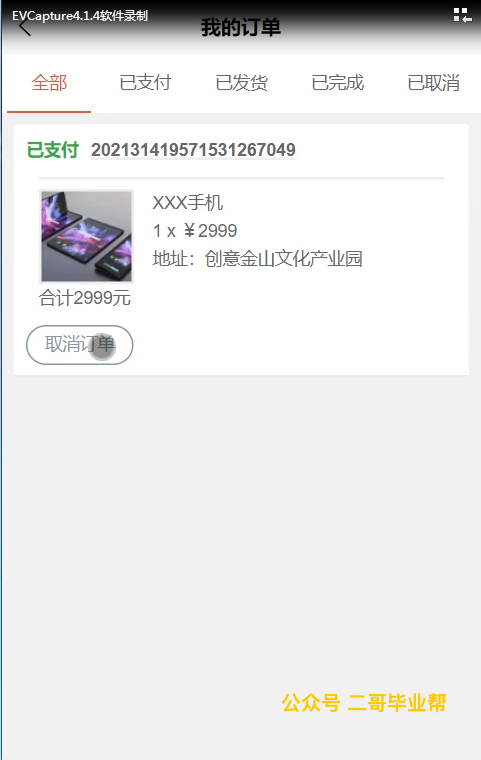 EVCapture4.1.4软件录制
我的订单
全部 已支付 已发货 已完成 已取消
已支付 202131419571531267049
XXX手机
1 x ￥2999
地址：创意金山文化产业园
合计2999元
取消订单
公众号 二哥毕业帮